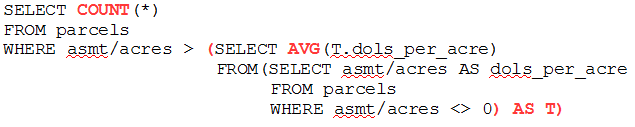 SELECT COUNT(*)
FROM parcels
WHERE asmt/acres > (SELECT AVG(T.dols_per_acre)
FROM(SELECT asmt/acres AS dols_per_acre
FROM parcels
WHERE asmt/acres <> 0) AS T)